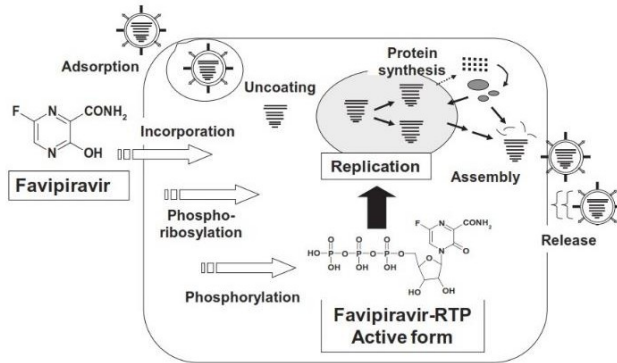 Adsorption
Uncoating
Protein
synthesis
F
N
N
CONH₂
OH
Favipiravir
Incorporation
Replication
Assembly
Release
Phospho-
ribosylation
Phosphorylation
F
N
CONH₂
N
O
O
O
O
HO-P-O-P-O-P-O
OH
OH
OH
O
HO
OH
Favipiravir-RTP
Active form